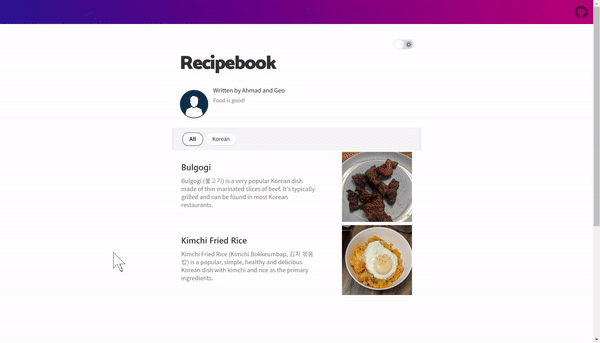 Recipebook
Written by Ahmad and Geo
Food is good!
All
Korean
Bulgogi
Bulgogi (불고기) is a very popular Korean dish
made of thin marinated slices of beef. It's typically
grilled and can be found in most Korean
restaurants.
Kimchi Fried Rice
Kimchi Fried Rice (Kimchi Bokkeumbap, 김치 볶음
밥) is a popular, simple, healthy and delicious
Korean dish with kimchi and rice as the primary
ingredients.